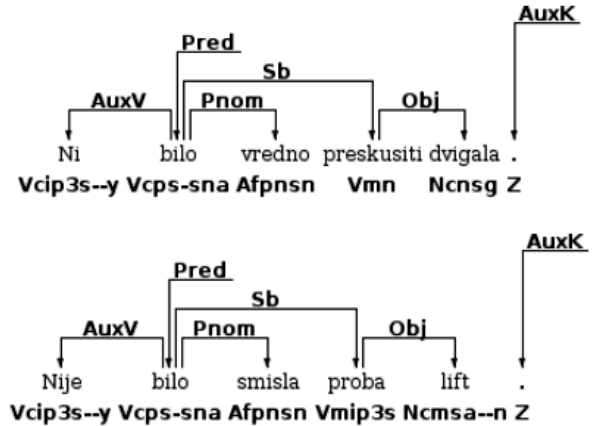 AuxK
Pred
Sb
AuxV Pnom Obj
Ni bilo vredno preskusiti dvigala .
Vcip3s--y Vcps-sna Afpnsn Vmn Ncnsg Z
AuxK
Pred
Sb
AuxV Pnom Obj
Nije bilo smisla proba lift .
Vcip3s--y Vcps-sna Afpnsn Vmip3s Ncmsa--n Z